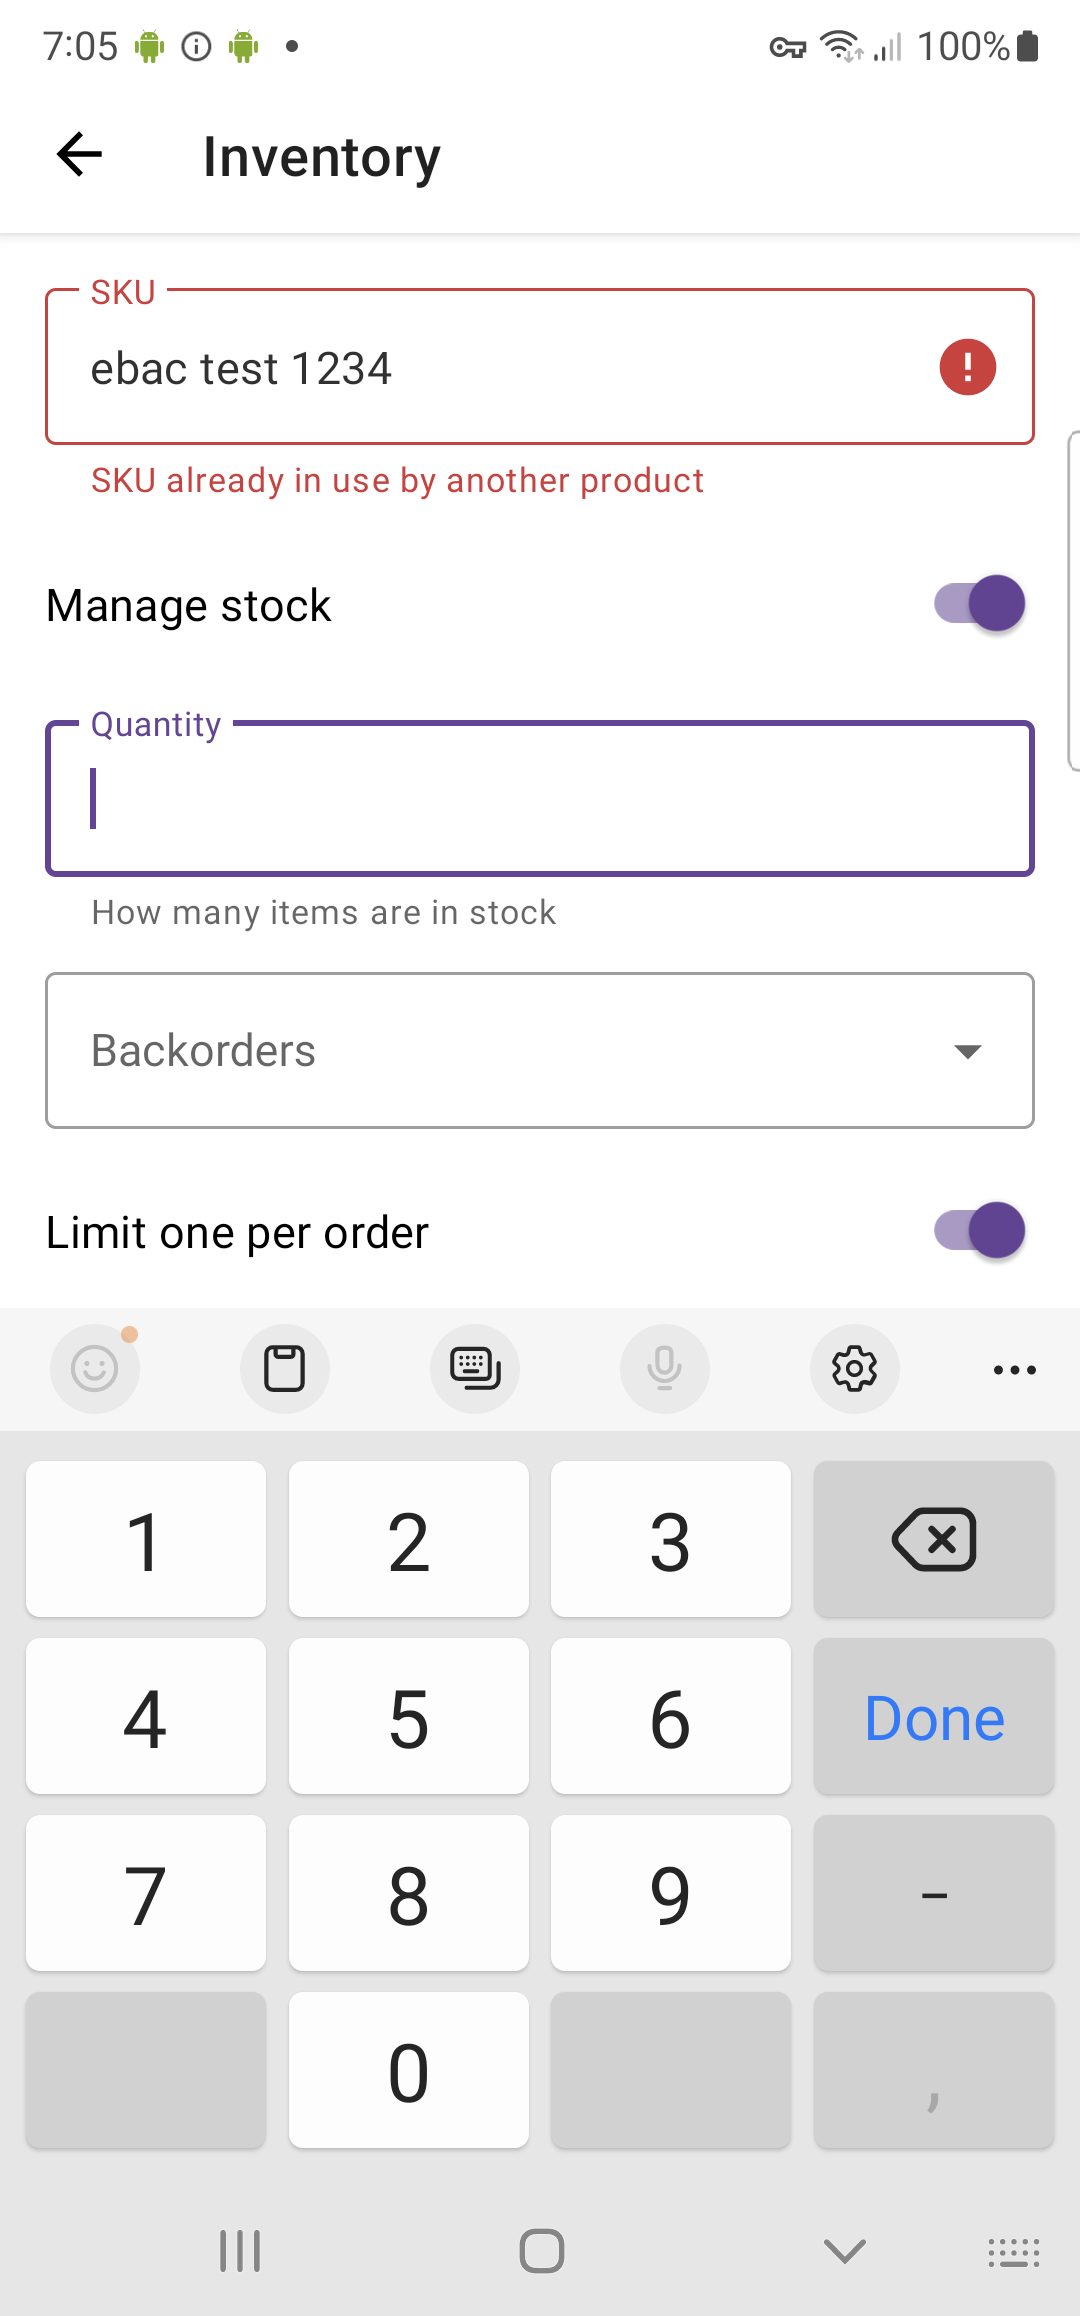 7:05 100%
Inventory
SKU
ebac test 1234
SKU already in use by another product
Manage stock
Quantity
How many items are in stock
Backorders
Limit one per order
1 2 3
4 5 6 Done
7 8 9 -
0 ,